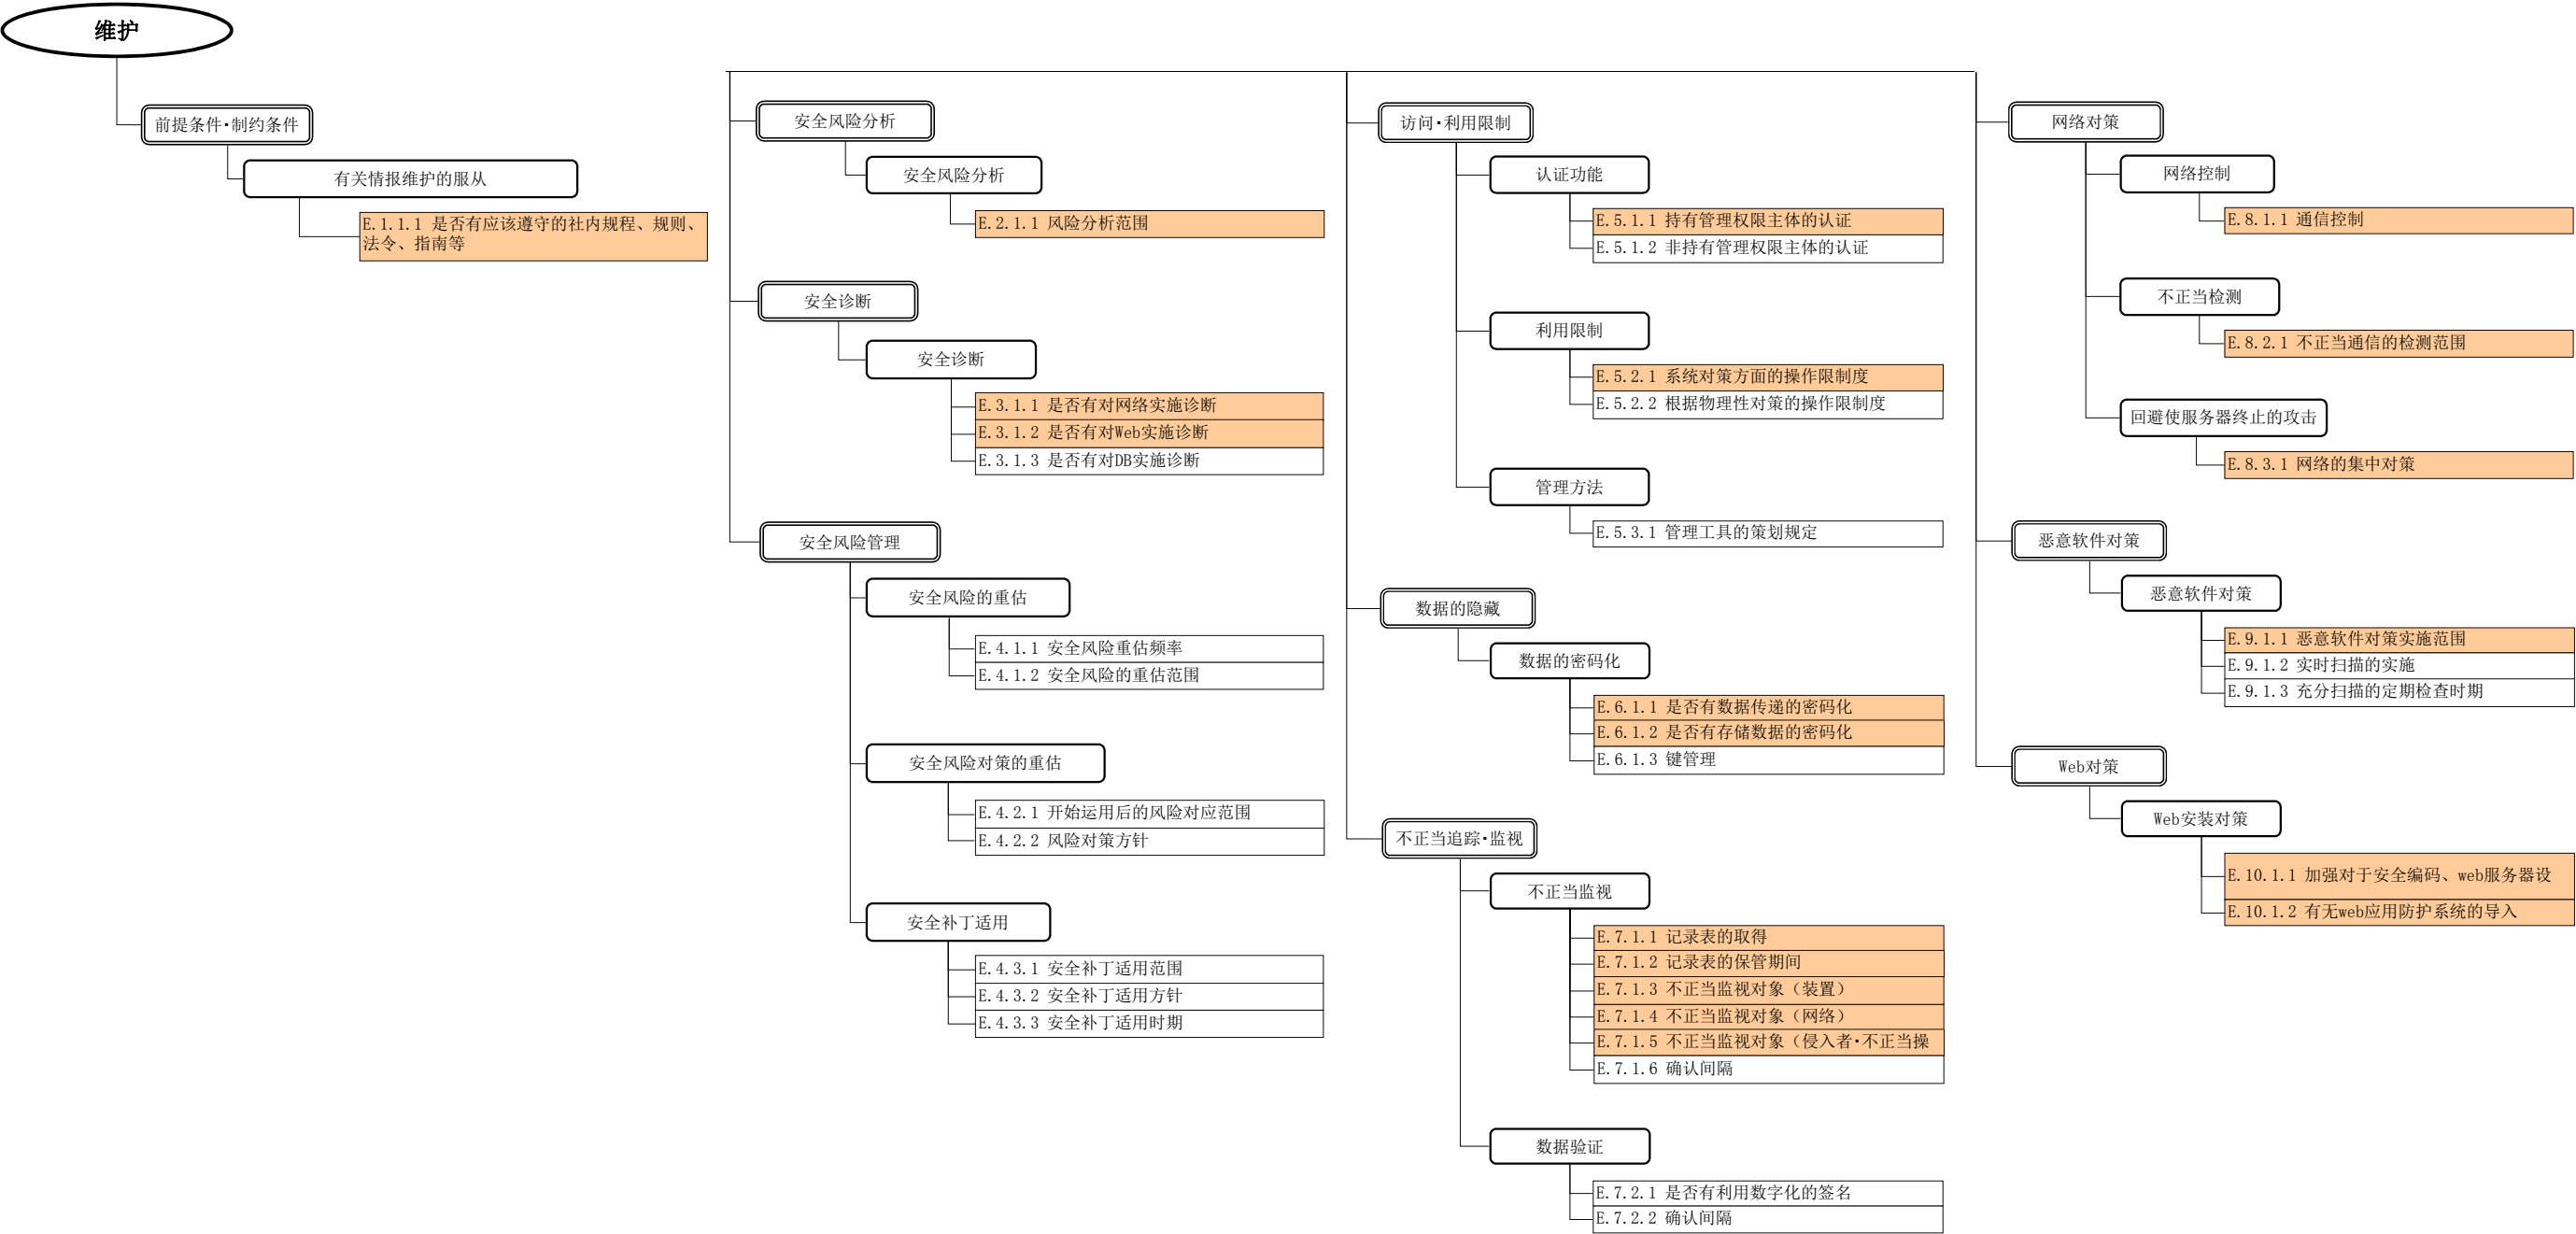 维护
前提条件·制约条件
有关情报维护的服从
E.1.1.1 是否有应该遵守的社内规程、规则、
法令、指南等
安全风险分析
安全风险分析
E.2.1.1 风险分析范围
安全诊断
安全诊断
E.3.1.1 是否有对网络实施诊断
E.3.1.2 是否有对Web实施诊断
E.3.1.3 是否有对DB实施诊断
安全风险管理
安全风险的重估
E.4.1.1 安全风险重估频率
E.4.1.2 安全风险的重估范围
安全风险对策的重估
E.4.2.1 开始运用后的风险对应范围
E.4.2.2 风险对策方针
安全补丁适用
E.4.3.1 安全补丁适用范围
E.4.3.2 安全补丁适用方针
E.4.3.3 安全补丁适用时期
访问·利用限制
认证功能
E.5.1.1 持有管理权限主体的认证
E.5.1.2 非持有管理权限主体的认证
利用限制
E.5.2.1 系统对策方面的操作限制度
E.5.2.2 根据物理性对策的操作限制度
管理方法
E.5.3.1 管理工具的策划规定
数据的隐藏
数据的密码化
E.6.1.1 是否有数据传递的密码化
E.6.1.2 是否有存储数据的密码化
E.6.1.3 键管理
不正当追踪·监视
不正当监视
E.7.1.1 记录表的取得
E.7.1.2 记录表的保管期间
E.7.1.3 不正当监视对象（装置）
E.7.1.4 不正当监视对象（网络）
E.7.1.5 不正当监视对象（侵入者·不正当操
E.7.1.6 确认间隔
数据验证
E.7.2.1 是否有利用数字化的签名
E.7.2.2 确认间隔
网络对策
网络控制
E.8.1.1 通信控制
不正当检测
E.8.2.1 不正当通信的检测范围
回避使服务器终止的攻击
E.8.3.1 网络的集中对策
恶意软件对策
恶意软件对策
E.9.1.1 恶意软件对策实施范围
E.9.1.2 实时扫描的实施
E.9.1.3 充分扫描的定期检查时期
Web对策
Web安装对策
E.10.1.1 加强对于安全编码、web服务器设
E.10.1.2 有无web应用防护系统的导入